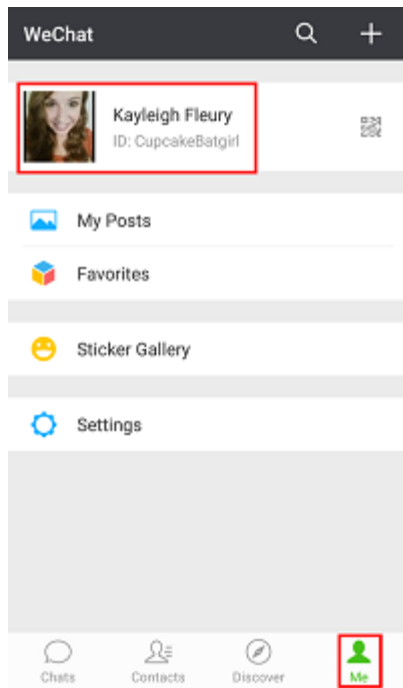 WeChat
Kayleigh Fleury
ID: CupcakeBatgirl
My Posts
Favorites
Sticker Gallery
Settings
Chats Contacts Discover Me